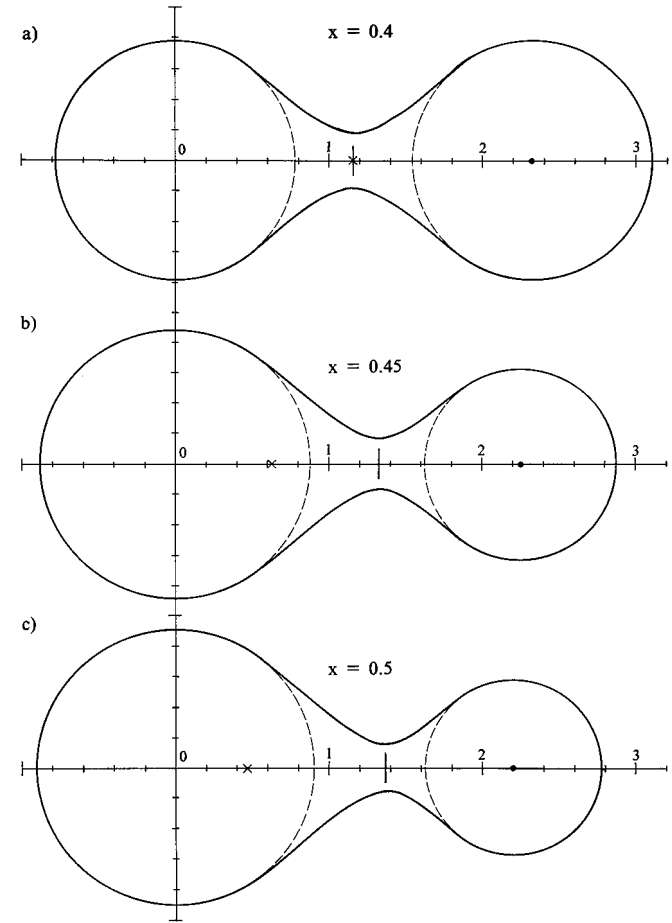 a)
x = 0.4
0 1 2 3
b)
x = 0.45
0 1 2 3
c)
x = 0.5
0 1 2 3